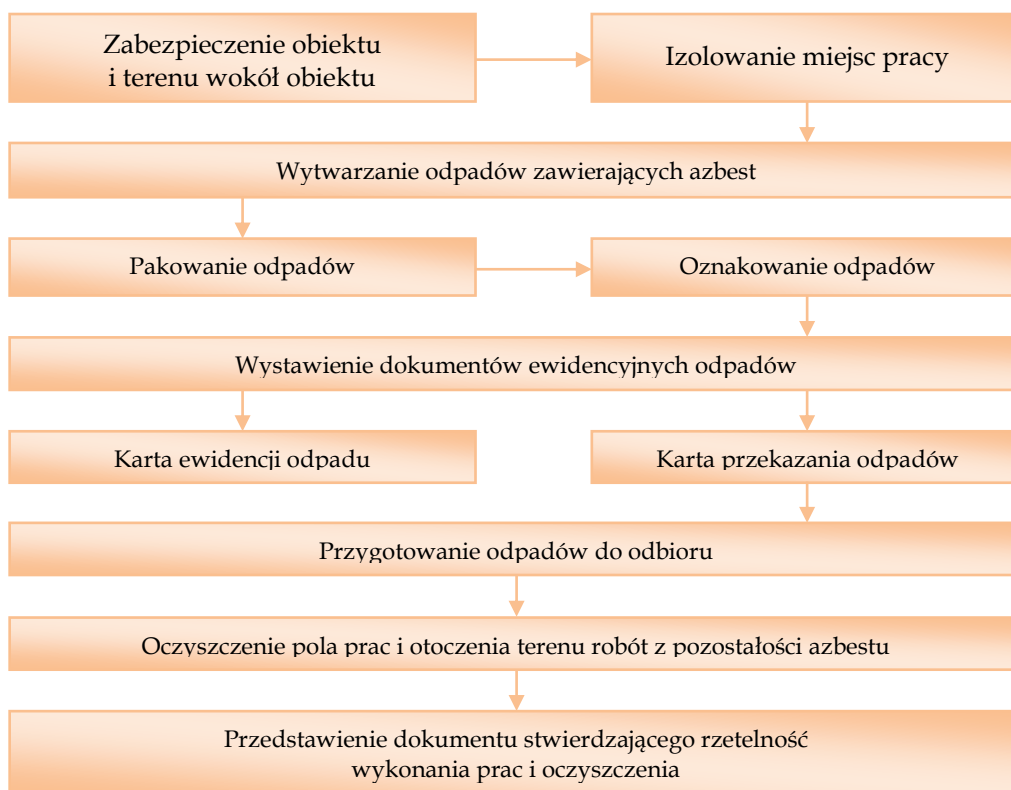 Zabezpieczenie obiektu
i terenu wokół obiektu
Izolowanie miejsc pracy
Wytwarzanie odpadów zawierających azbest
Pakowanie odpadów
Oznakowanie odpadów
Wystawienie dokumentów ewidencyjnych odpadów
Karta ewidencji odpadu
Karta przekazania odpadów
Przygotowanie odpadów do odbioru
Oczyszczenie pola prac i otoczenia terenu robót z pozostałości azbestu
Przedstawienie dokumentu stwierdzającego rzetelność
wykonania prac i oczyszczenia